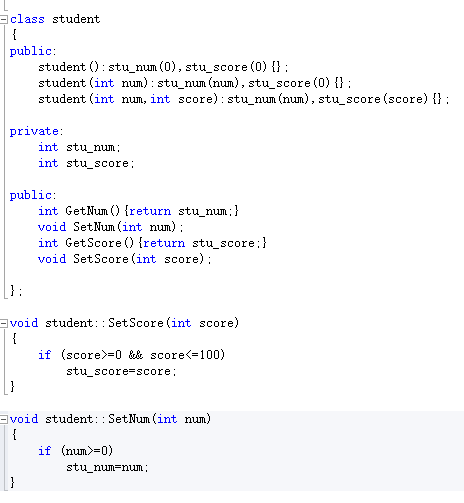 class student
{
public:
    student():stu_num(0),stu_score(0){};
    student(int num):stu_num(num),stu_score(0){};
    student(int num,int score):stu_num(num),stu_score(score){};

private:
    int stu_num;
    int stu_score;

public:
    int GetNum(){return stu_num;}
    void SetNum(int num);
    int GetScore(){return stu_score;}
    void SetScore(int score);

};

void student::SetScore(int score)
{
    if (score>=0 && score<=100)
        stu_score=score;
}

void student::SetNum(int num)
{
    if (num>=0)
        stu_num=num;
}